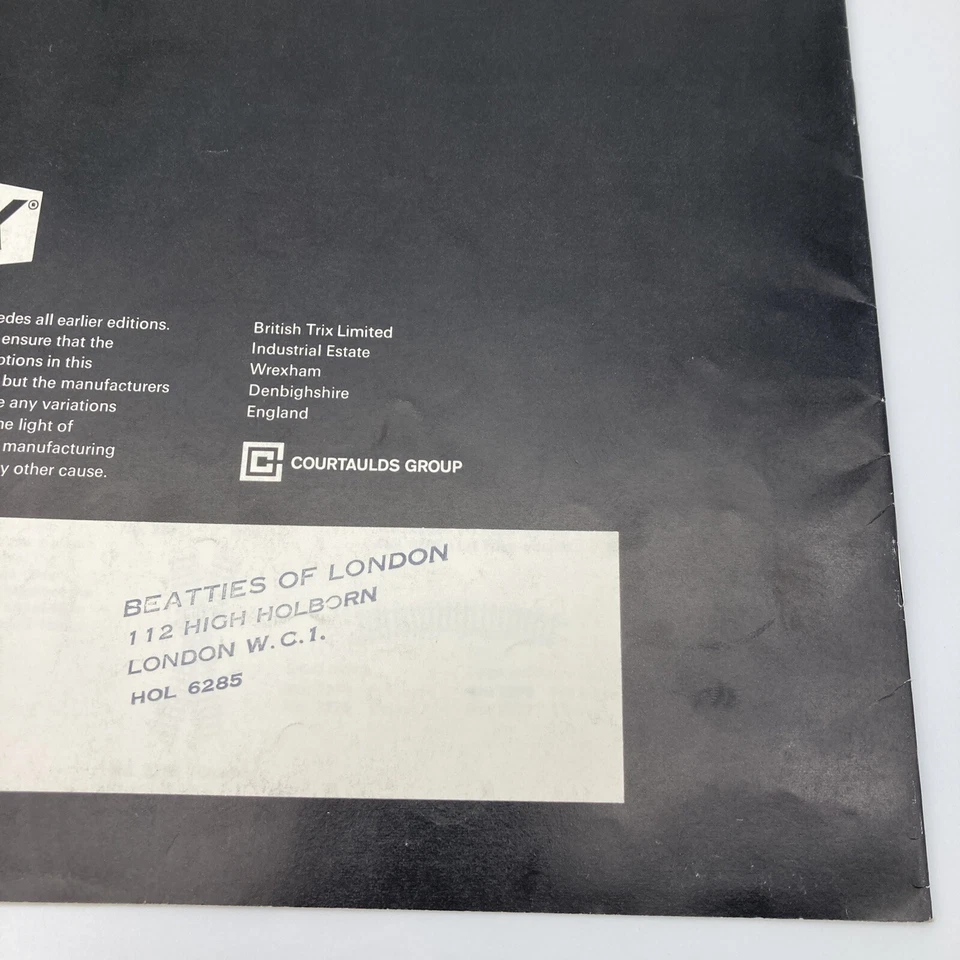 X®
edes all earlier editions.
ensure that the
ptions in this
but the manufacturers
e any variations
he light of
manufacturing
y other cause.
British Trix Limited
Industrial Estate
Wrexham
Denbighshire
England
COURTAULDS GROUP
BEATTIES OF LONDON
112 HIGH HOLBORN
LONDON W.C.1.
HOL 6285